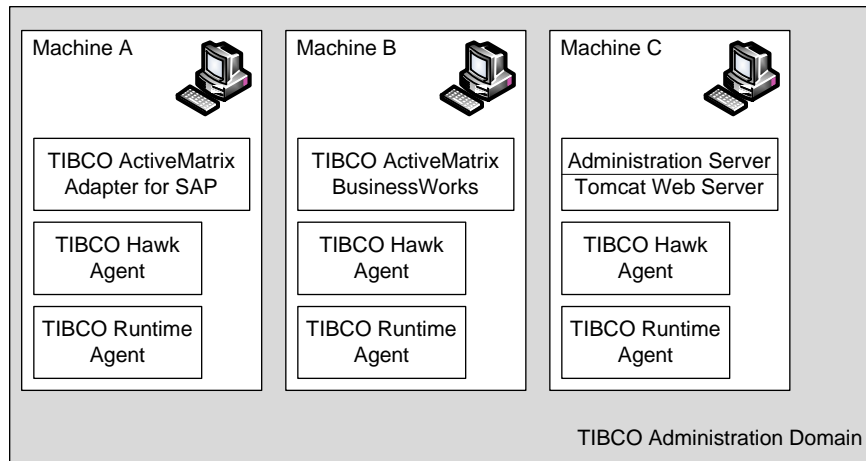 Machine A
TIBCO ActiveMatrix
Adapter for SAP
TIBCO Hawk
Agent
TIBCO Runtime
Agent
Machine B
TIBCO ActiveMatrix
BusinessWorks
TIBCO Hawk
Agent
TIBCO Runtime
Agent
Machine C
Administration Server
Tomcat Web Server
TIBCO Hawk
Agent
TIBCO Runtime
Agent
TIBCO Administration Domain